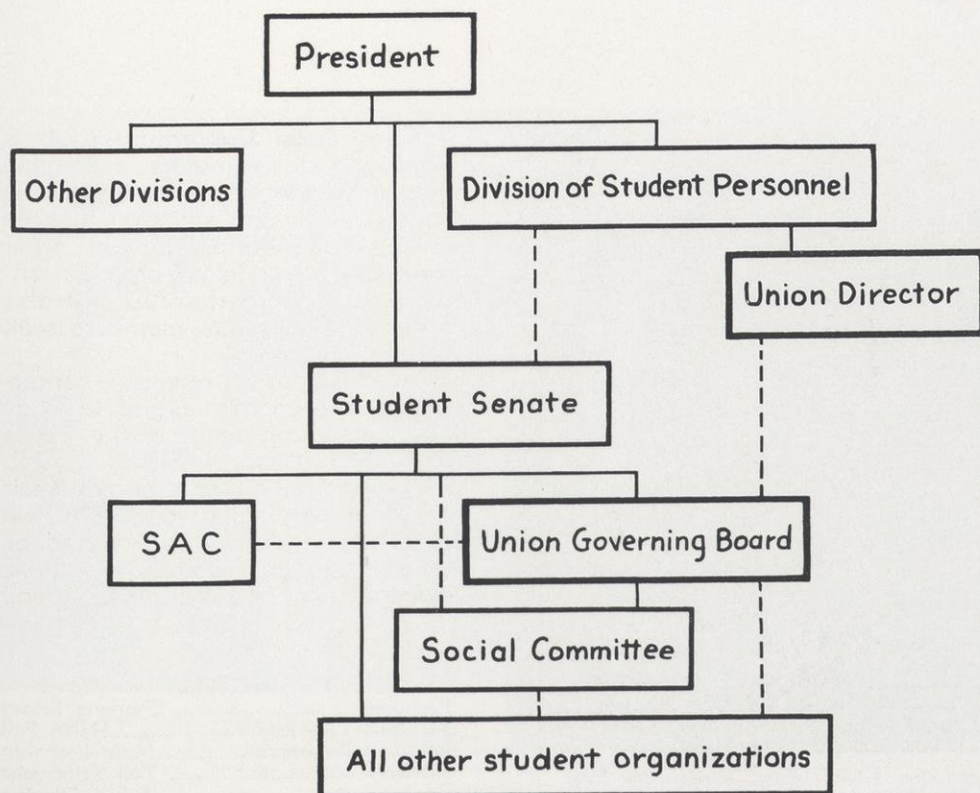 President
Other Divisions
Division of Student Personnel
Union Director
Student Senate
SAC
Union Governing Board
Social Committee
All other student organizations